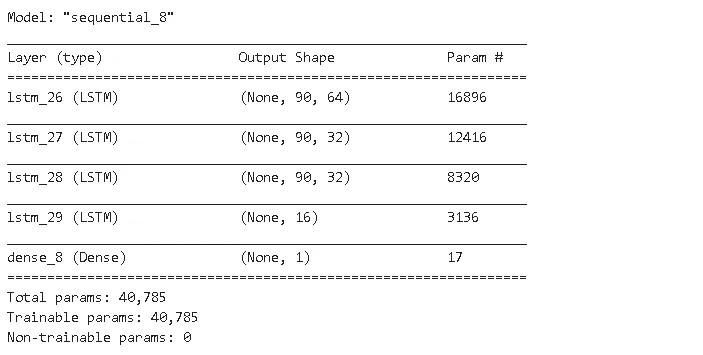 Model: "sequential_8"
Layer (type) Output Shape Param #
lstm_26 (LSTM) (None, 90, 64) 16896
lstm_27 (LSTM) (None, 90, 32) 12416
lstm_28 (LSTM) (None, 90, 32) 8320
lstm_29 (LSTM) (None, 16) 3136
dense_8 (Dense) (None, 1) 17
Total params: 40,785
Trainable params: 40,785
Non-trainable params: 0